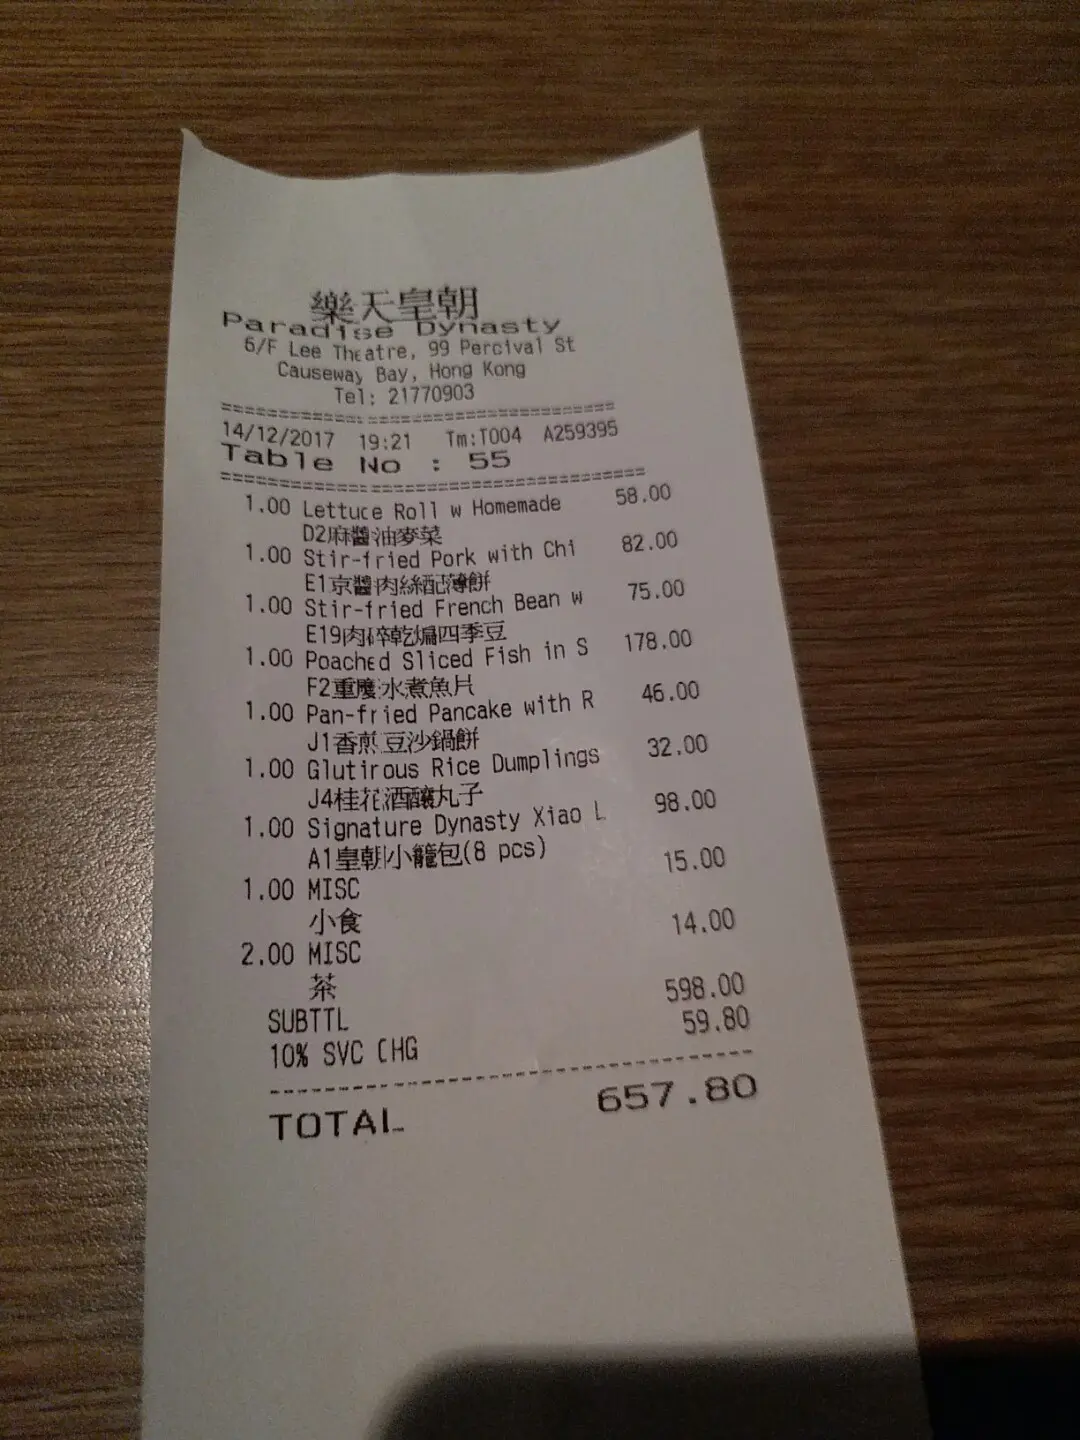 樂天皇朝
Paradise Dynasty
6/F Lee Theatre, 99 Percival St
Causeway Bay, Hong Kong
Tel: 21770903
======================================
14/12/2017 19:21 Tm:T004 A259395
Table No : 55
======================================
1.00 Lettuce Roll w Homemade 58.00
D2麻醬油麥菜
1.00 Stir-fried Pork with Chi 82.00
E1京醬肉絲配薄餅
1.00 Stir-fried French Bean w 75.00
E19肉碎乾煸四季豆
1.00 Poached Sliced Fish in S 178.00
F2重慶水煮魚片
1.00 Pan-fried Pancake with R 46.00
J1香煎豆沙鍋餅
1.00 Glutirous Rice Dumplings 32.00
J4桂花酒釀丸子
1.00 Signature Dynasty Xiao L 98.00
A1皇朝小籠包(8 pcs)
1.00 MISC 15.00
小食
2.00 MISC 14.00
茶
SUBTTL 598.00
10% SVC CHG 59.80
--------------------------------------
TOTAL 657.80